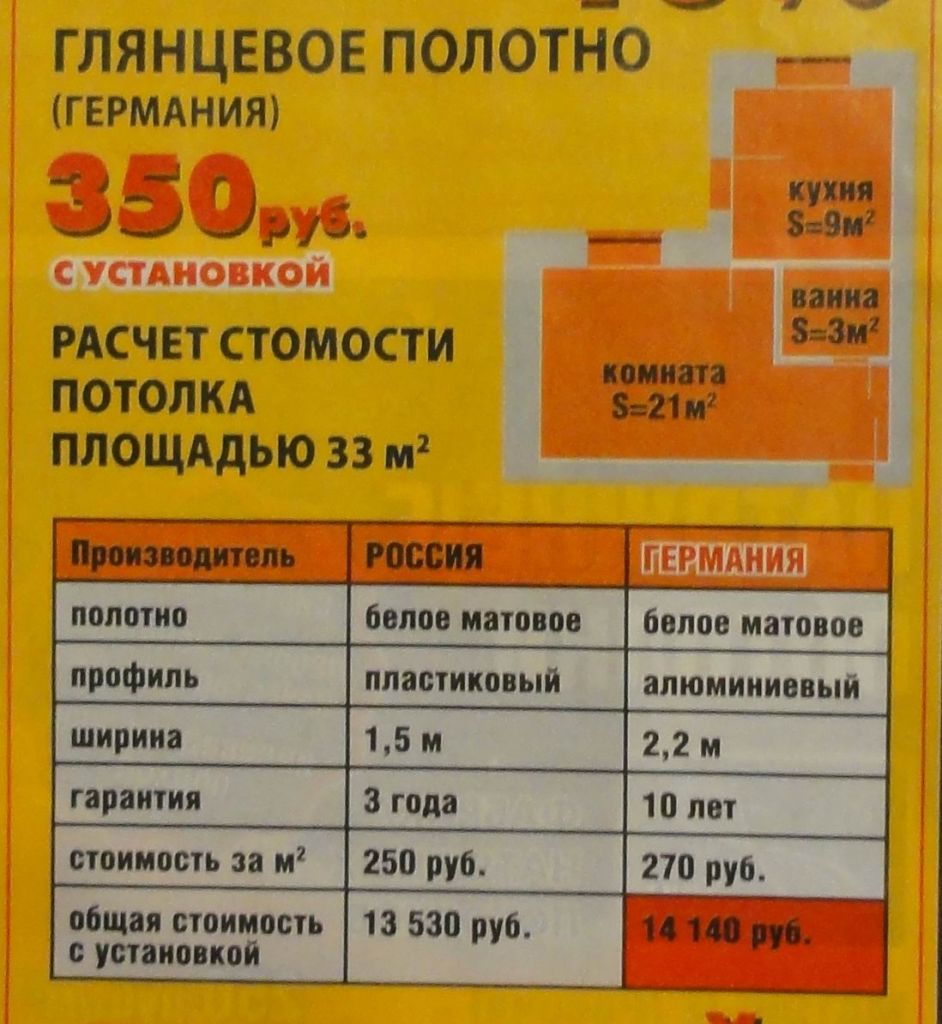 ГЛЯНЦЕВОЕ ПОЛОТНО
(ГЕРМАНИЯ)
350 руб.
С УСТАНОВКОЙ
РАСЧЕТ СТОМОСТИ
ПОТОЛКА
ПЛОЩАДЬЮ 33 м²
кухня
S=9м²
ванна
S=3м²
комната
S=21м²
Производитель РОССИЯ ГЕРМАНИЯ
полотно белое матовое белое матовое
профиль пластиковый алюминиевый
ширина 1,5 м 2,2 м
гарантия 3 года 10 лет
стоимость за м² 250 руб. 270 руб.
общая стоимость 13 530 руб. 14 140 руб.
с установкой